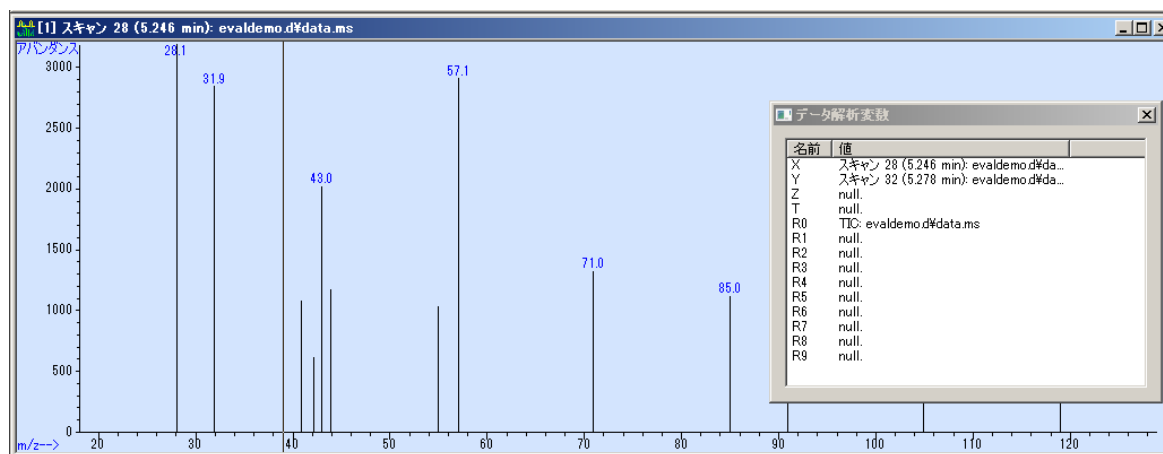 [1] スキャン 28 (5.246 min): evaldemo.d¥data.ms
アバンダンス
3000
2500
2000
1500
1000
500
0
28.1
31.9
43.0
57.1
71.0
85.0
m/z-->
20 30 40 50 60 70 80 90 100 110 120
データ解析変数
名前 値
X スキャン 28 (5.246 min): evaldemo.d¥da...
Y スキャン 32 (5.278 min): evaldemo.d¥da...
Z null.
T null.
R0 TIC: evaldemo.d¥data.ms
R1 null.
R2 null.
R3 null.
R4 null.
R5 null.
R6 null.
R7 null.
R8 null.
R9 null.